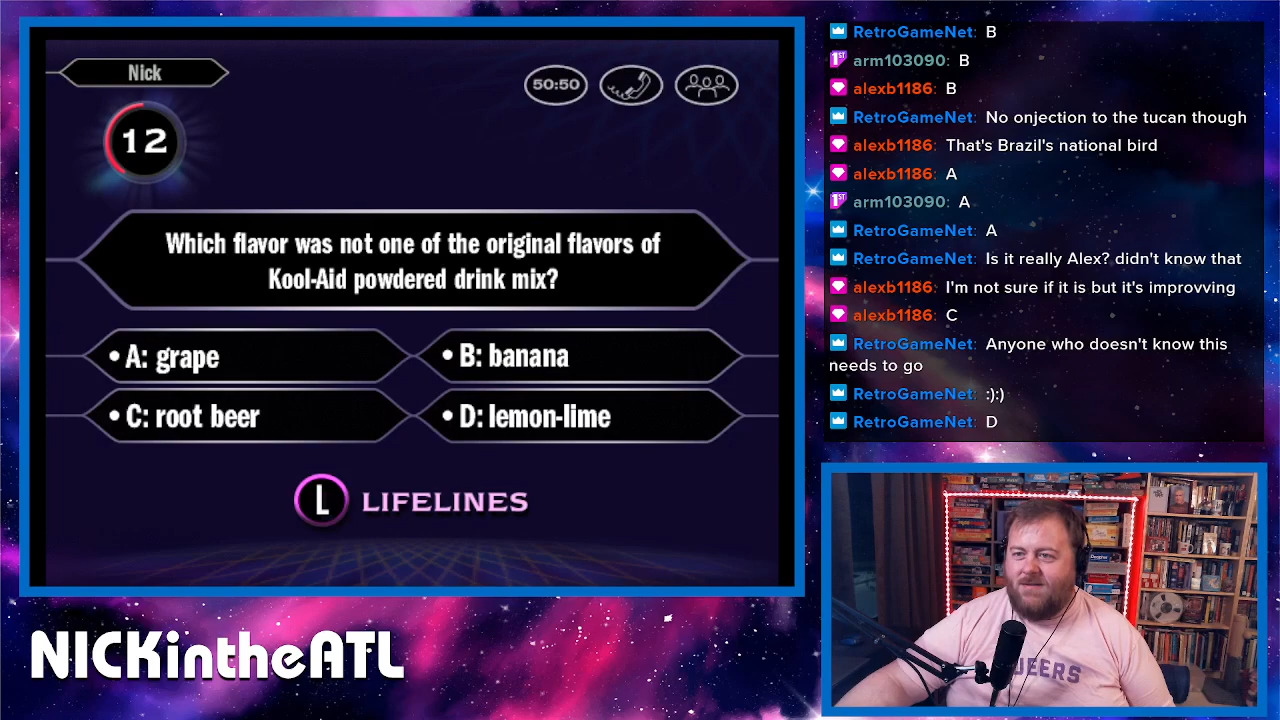 Nick
50:50
12
Which flavor was not one of the original flavors of
Kool-Aid powdered drink mix?
• A: grape
• B: banana
• C: root beer
• D: lemon-lime
L LIFELINES
NICKintheATL
RetroGameNet: B
1ST arm103090: B
alexb1186: B
RetroGameNet: No onjection to the tucan though
alexb1186: That's Brazil's national bird
alexb1186: A
1ST arm103090: A
RetroGameNet: A
RetroGameNet: Is it really Alex? didn't know that
alexb1186: I'm not sure if it is but it's improvving
alexb1186: C
RetroGameNet: Anyone who doesn't know this
needs to go
RetroGameNet: :):)
RetroGameNet: D